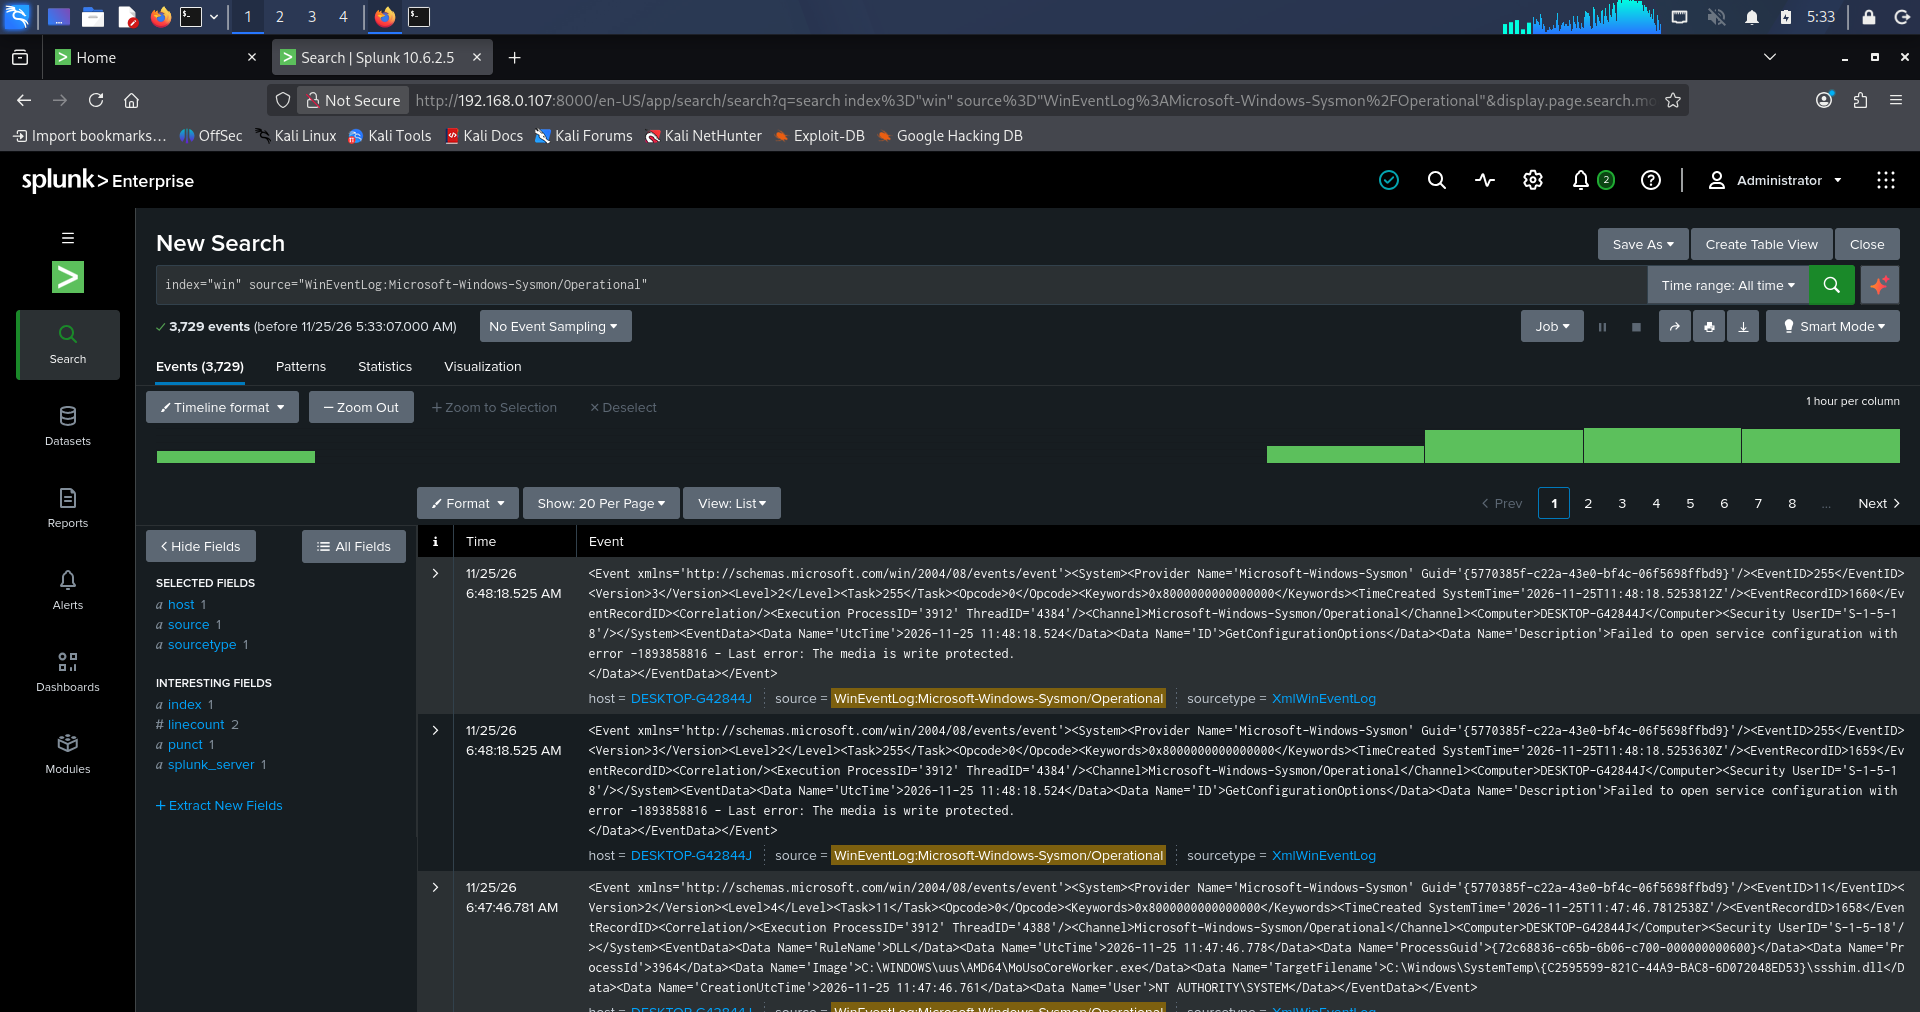 1 2 3 4
5:33
Home
Search | Splunk 10.6.2.5
Not Secure
http://192.168.0.107:8000/en-US/app/search/search?q=search index%3D"win" source%3D"WinEventLog%3AMicrosoft-Windows-Sysmon%2FOperational"&display.page.search.mo
Import bookmarks... OffSec Kali Linux Kali Tools Kali Docs Kali Forums Kali NetHunter Exploit-DB Google Hacking DB
splunk> Enterprise
2
Administrator
New Search
Save As Create Table View Close
index="win" source="WinEventLog:Microsoft-Windows-Sysmon/Operational"
Time range: All time
3,729 events (before 11/25/26 5:33:07.000 AM)
No Event Sampling
Job
Smart Mode
Search
Datasets
Reports
Alerts
Dashboards
Modules
Events (3,729) Patterns Statistics Visualization
Timeline format Zoom Out + Zoom to Selection × Deselect
1 hour per column
Format Show: 20 Per Page View: List
< Prev 1 2 3 4 5 6 7 8 ... Next >
Hide Fields All Fields
SELECTED FIELDS
a host 1
a source 1
a sourcetype 1
INTERESTING FIELDS
a index 1
# linecount 2
a punct 1
a splunk_server 1
+ Extract New Fields
i Time Event
11/25/26
6:48:18.525 AM
<Event xmlns='http://schemas.microsoft.com/win/2004/08/events/event'><System><Provider Name='Microsoft-Windows-Sysmon' Guid='{5770385f-c22a-43e0-bf4c-06f5698ffbd9}'/><EventID>255</EventID>
<Version>3</Version><Level>2</Level><Task>255</Task><Opcode>0</Opcode><Keywords>0x8000000000000000</Keywords><TimeCreated SystemTime='2026-11-25T11:48:18.5253812Z'/><EventRecordID>1660</Ev
entRecordID><Correlation/><Execution ProcessID='3912' ThreadID='4384'/><Channel>Microsoft-Windows-Sysmon/Operational</Channel><Computer>DESKTOP-G42844J</Computer><Security UserID='S-1-5-1
8'/></System><EventData><Data Name='UtcTime'>2026-11-25 11:48:18.524</Data><Data Name='ID'>GetConfigurationOptions</Data><Data Name='Description'>Failed to open service configuration with
error -1893858816 - Last error: The media is write protected.
</Data></EventData></Event>
host = DESKTOP-G42844J source = WinEventLog:Microsoft-Windows-Sysmon/Operational sourcetype = XmlWinEventLog
11/25/26
6:48:18.525 AM
<Event xmlns='http://schemas.microsoft.com/win/2004/08/events/event'><System><Provider Name='Microsoft-Windows-Sysmon' Guid='{5770385f-c22a-43e0-bf4c-06f5698ffbd9}'/><EventID>255</EventID>
<Version>3</Version><Level>2</Level><Task>255</Task><Opcode>0</Opcode><Keywords>0x8000000000000000</Keywords><TimeCreated SystemTime='2026-11-25T11:48:18.5253630Z'/><EventRecordID>1659</Ev
entRecordID><Correlation/><Execution ProcessID='3912' ThreadID='4384'/><Channel>Microsoft-Windows-Sysmon/Operational</Channel><Computer>DESKTOP-G42844J</Computer><Security UserID='S-1-5-1
8'/></System><EventData><Data Name='UtcTime'>2026-11-25 11:48:18.524</Data><Data Name='ID'>GetConfigurationOptions</Data><Data Name='Description'>Failed to open service configuration with
error -1893858816 - Last error: The media is write protected.
</Data></EventData></Event>
host = DESKTOP-G42844J source = WinEventLog:Microsoft-Windows-Sysmon/Operational sourcetype = XmlWinEventLog
11/25/26
6:47:46.781 AM
<Event xmlns='http://schemas.microsoft.com/win/2004/08/events/event'><System><Provider Name='Microsoft-Windows-Sysmon' Guid='{5770385f-c22a-43e0-bf4c-06f5698ffbd9}'/><EventID>11</EventID><
Version>2</Version><Level>4</Level><Task>11</Task><Opcode>0</Opcode><Keywords>0x8000000000000000</Keywords><TimeCreated SystemTime='2026-11-25T11:47:46.7812538Z'/><EventRecordID>1658</Even
tRecordID><Correlation/><Execution ProcessID='3912' ThreadID='4388'/><Channel>Microsoft-Windows-Sysmon/Operational</Channel><Computer>DESKTOP-G42844J</Computer><Security UserID='S-1-5-18'/
></System><EventData><Data Name='RuleName'>DLL</Data><Data Name='UtcTime'>2026-11-25 11:47:46.778</Data><Data Name='ProcessGuid'>{72c68836-c65b-6b06-c700-000000000600}</Data><Data Name='Pr
ocessId'>3964</Data><Data Name='Image'>C:\WINDOWS\uus\AMD64\MoUsoCoreWorker.exe</Data><Data Name='TargetFilename'>C:\Windows\SystemTemp\{C2595599-821C-44A9-BAC8-6D072048ED53}\ssshim.dll</D
ata><Data Name='CreationUtcTime'>2026-11-25 11:47:46.761</Data><Data Name='User'>NT AUTHORITY\SYSTEM</Data></EventData></Event>
host = DESKTOP-G42844J source = WinEventLog:Microsoft-Windows-Sysmon/Operational sourcetype = XmlWinEventLog